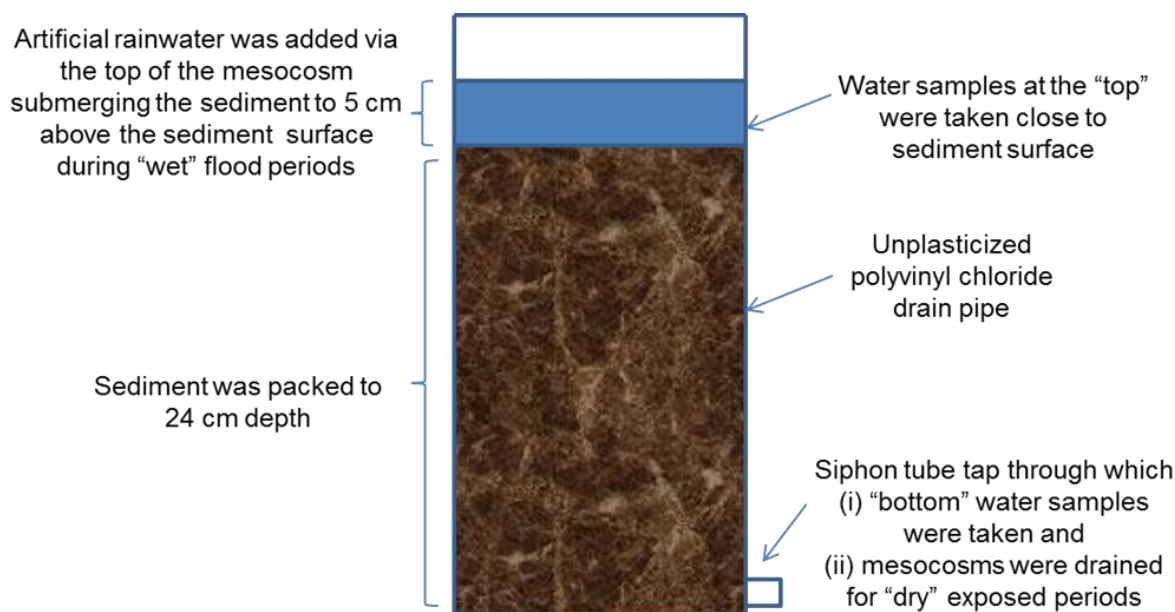 Artificial rainwater was added via
the top of the mesocosm
submerging the sediment to 5 cm
above the sediment surface
during “wet” flood periods
Water samples at the “top”
were taken close to
sediment surface
Unplasticized
polyvinyl chloride
drain pipe
Sediment was packed to
24 cm depth
Siphon tube tap through which
(i) “bottom” water samples
were taken and
(ii) mesocosms were drained
for “dry” exposed periods